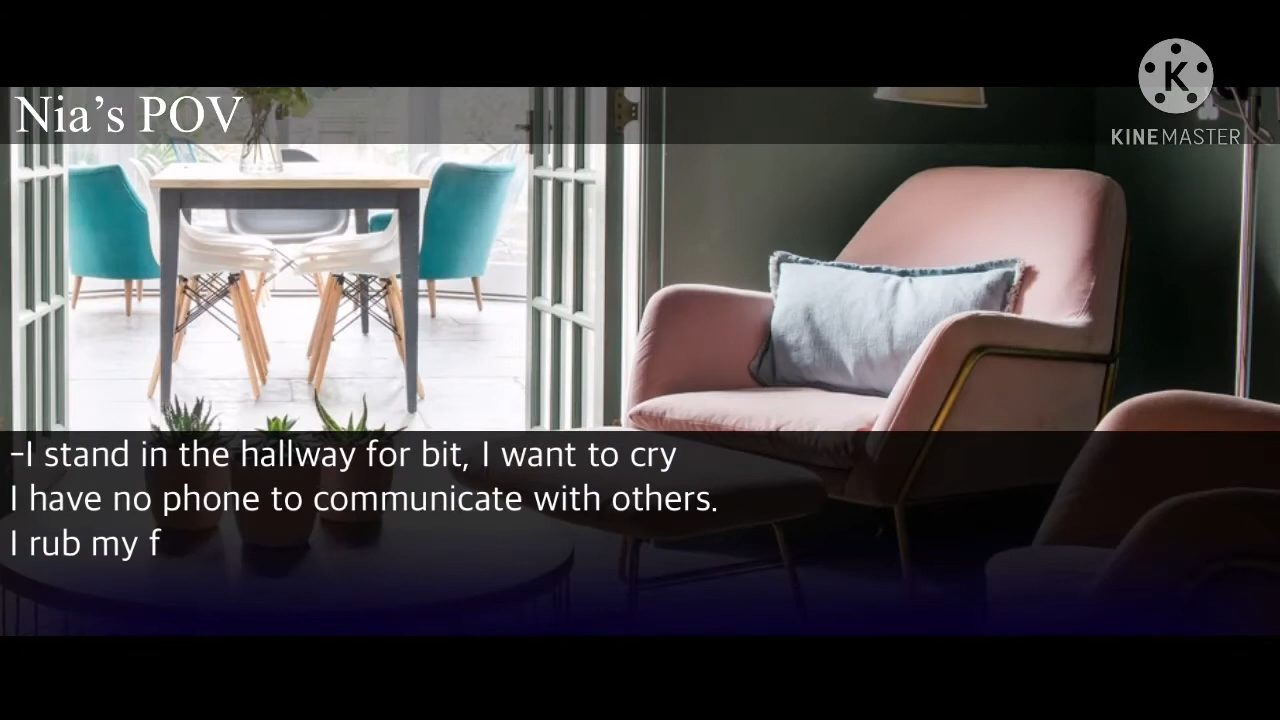 Nia's POV
K
KINEMASTER
-I stand in the hallway for bit, I want to cry
I have no phone to communicate with others.
I rub my f